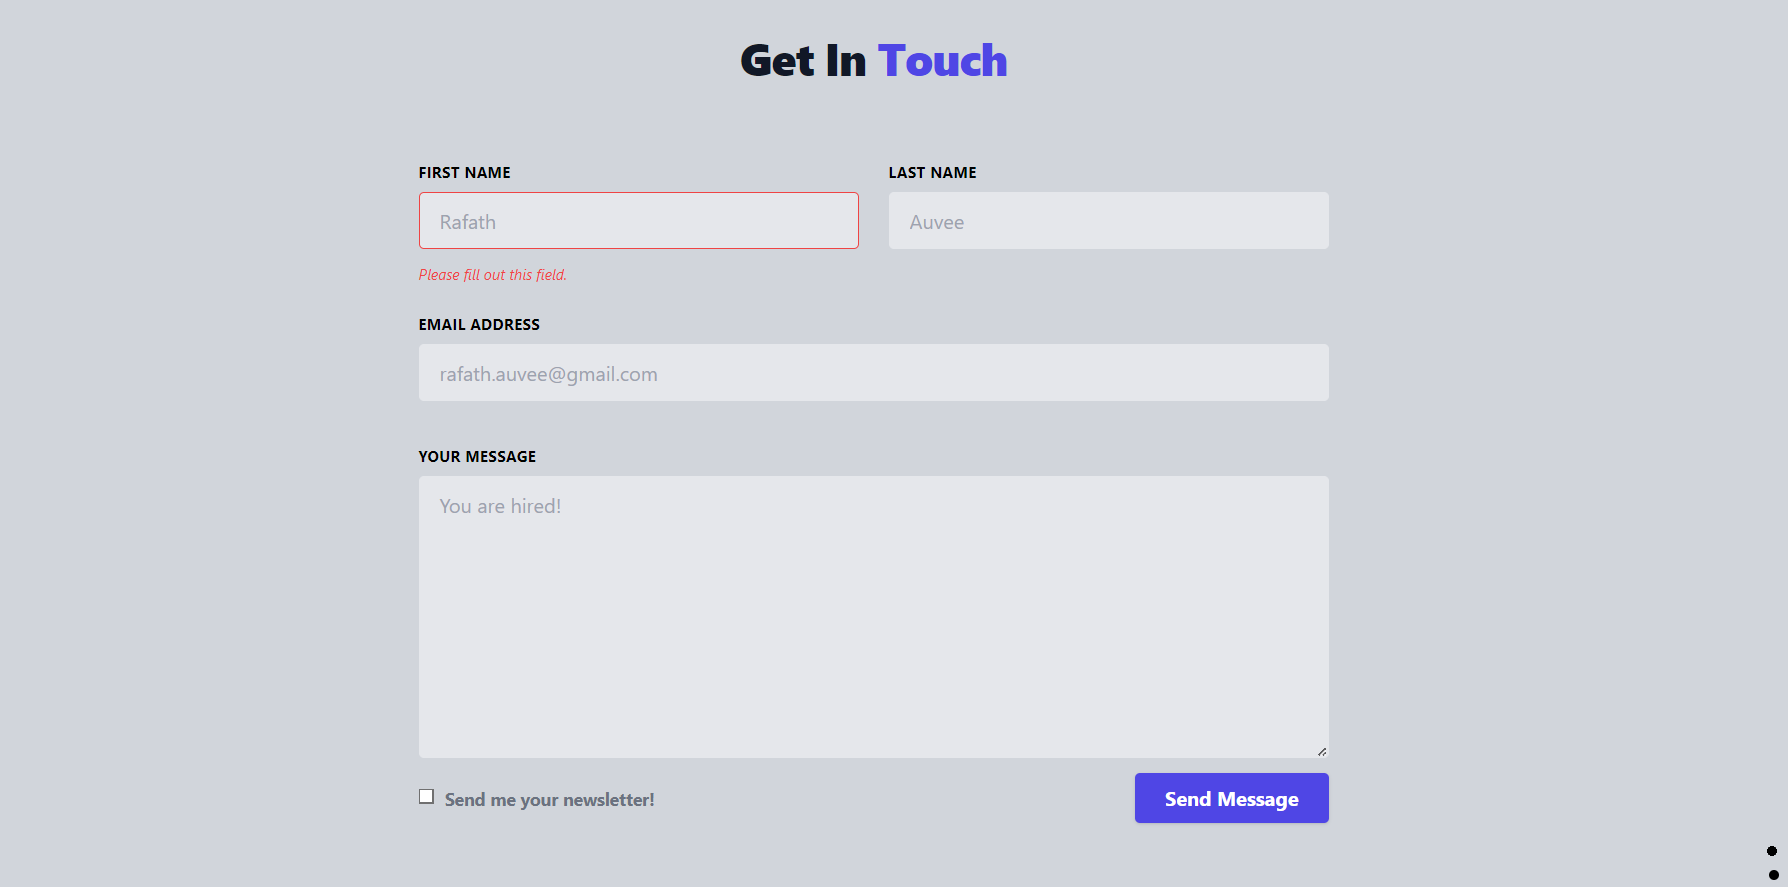 Get In Touch
FIRST NAME
LAST NAME
Rafath
Auvee
Please fill out this field.
EMAIL ADDRESS
rafath.auvee@gmail.com
YOUR MESSAGE
You are hired!
Send me your newsletter!
Send Message